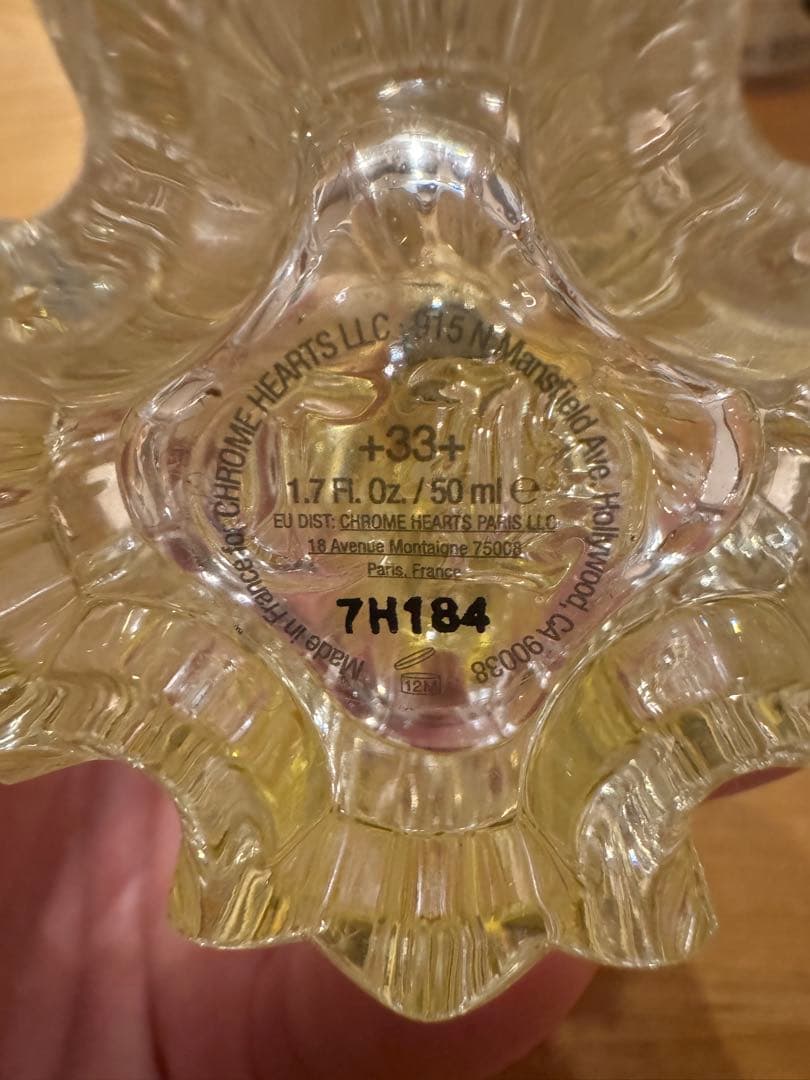 Made in France for CHROME HEARTS LLC · 915 N. Mansfield Ave. Hollywood, CA 90038
+33+
1.7 Fl. Oz. / 50 ml ℮
EU DIST: CHROME HEARTS PARIS LLC
18 Avenue Montaigne 75008
Paris, France
7H184
12M